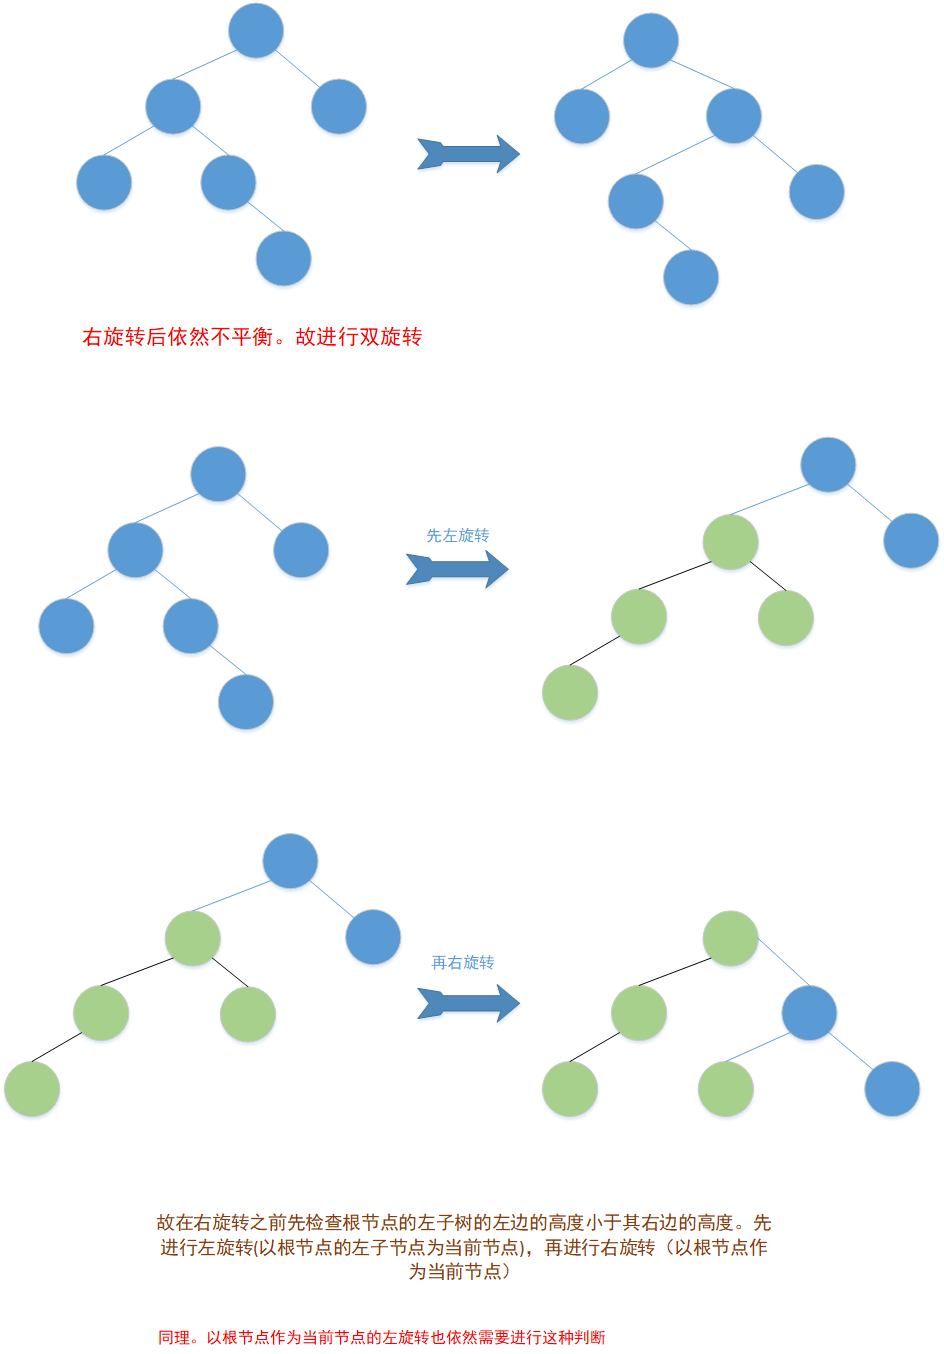 右旋转后依然不平衡。故进行双旋转
先左旋转
再右旋转
故在右旋转之前先检查根节点的左子树的左边的高度小于其右边的高度。先
进行左旋转(以根节点的左子节点为当前节点)，再进行右旋转（以根节点作
为当前节点）
同理。以根节点作为当前节点的左旋转也依然需要进行这种判断